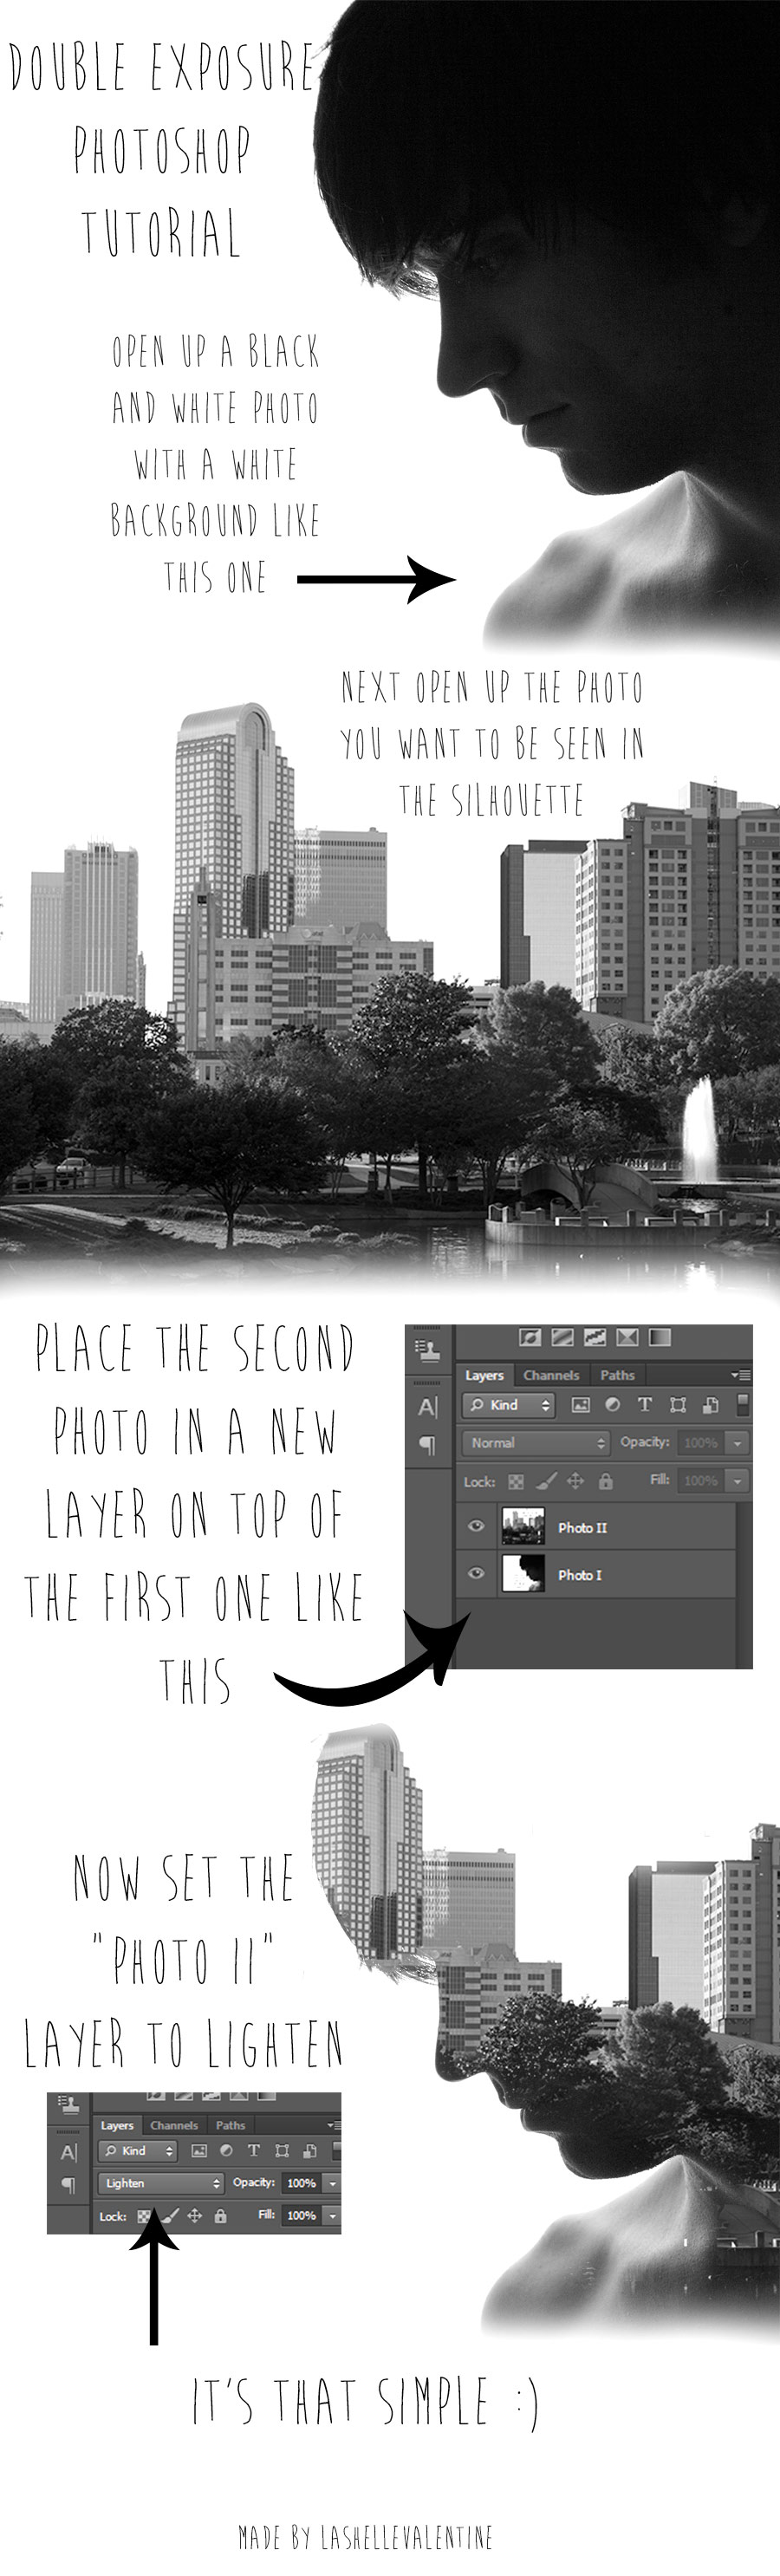 DOUBLE EXPOSURE
PHOTOSHOP
TUTORIAL
OPEN UP A BLACK
AND WHITE PHOTO
WITH A WHITE
BACKGROUND LIKE
THIS ONE
NEXT OPEN UP THE PHOTO
YOU WANT TO BE SEEN IN
THE SILHOUETTE
PLACE THE SECOND
PHOTO IN A NEW
LAYER ON TOP OF
THE FIRST ONE LIKE
THIS
Layers Channels Paths
Kind
Normal Opacity: 100%
Lock: Fill: 100%
Photo II
Photo I
NOW SET THE
"PHOTO II"
LAYER TO LIGHTEN
Layers Channels Paths
Kind
Lighten Opacity: 100%
Lock: Fill: 100%
IT'S THAT SIMPLE :)
MADE BY LASHELLEVALENTINE